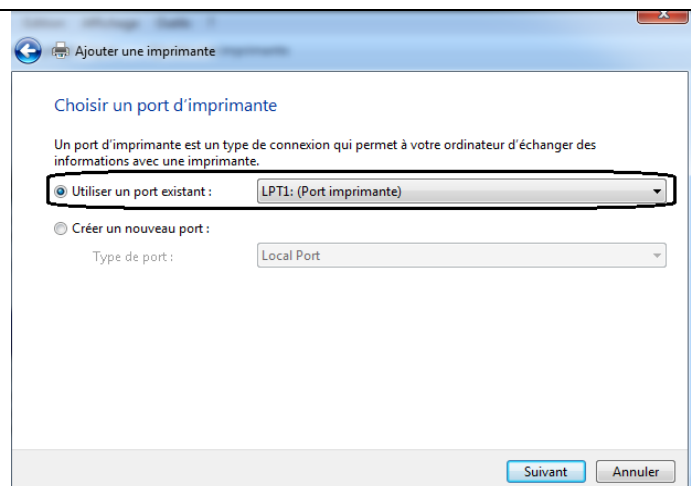 Ajouter une imprimante
Choisir un port d'imprimante
Un port d'imprimante est un type de connexion qui permet à votre ordinateur d'échanger des
informations avec une imprimante.
Utiliser un port existant : LPT1: (Port imprimante)
Créer un nouveau port :
Type de port : Local Port
Suivant Annuler